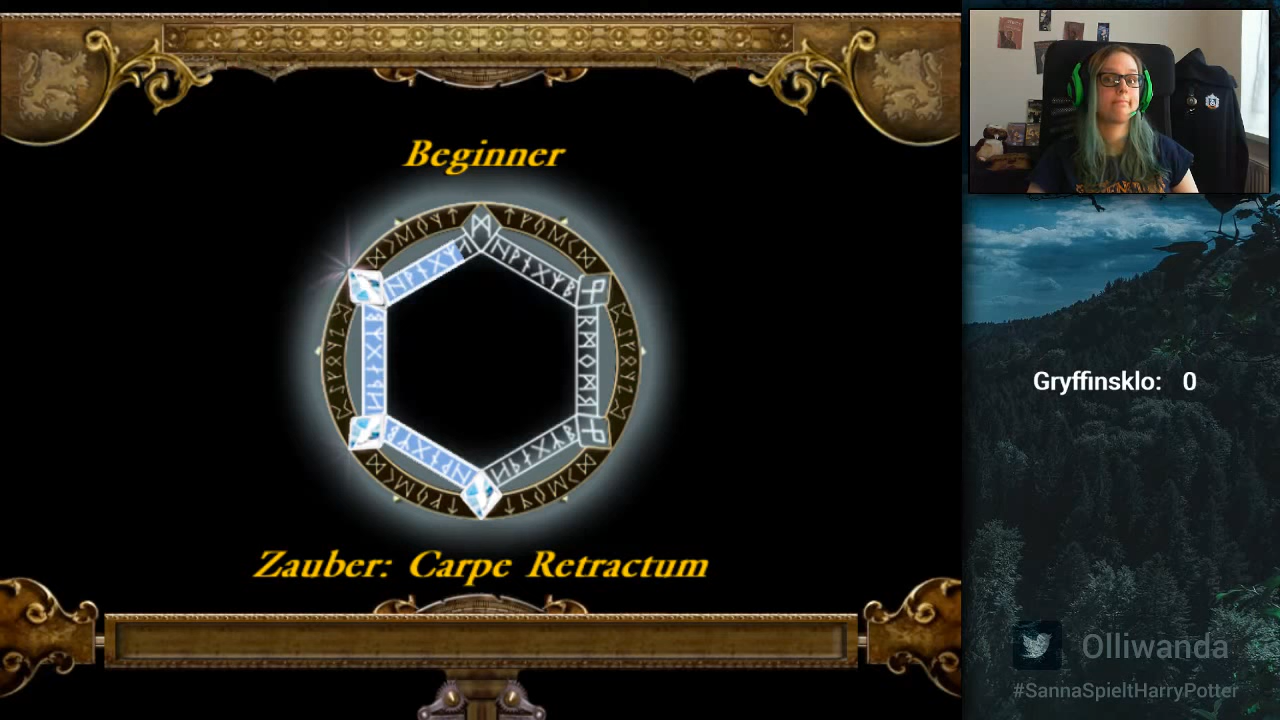 Beginner
Zauber: Carpe Retractum
Gryffinsklo: 0
Olliwanda
#SannaSpieltHarryPotter